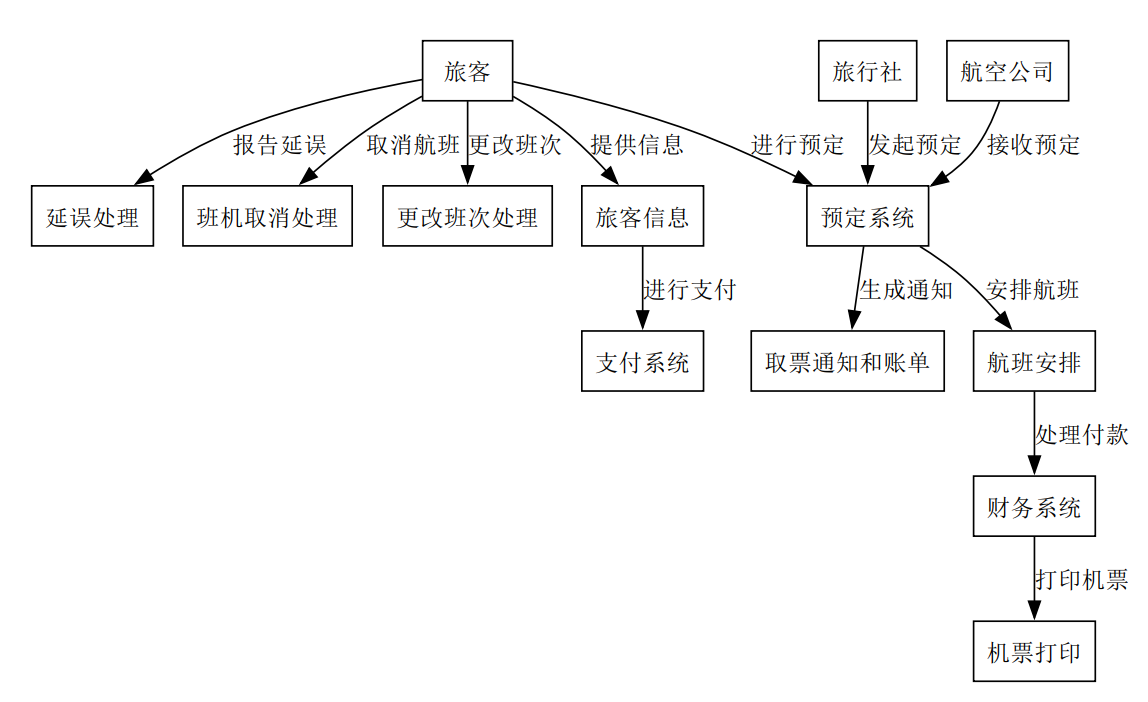 旅客
旅行社
航空公司
报告延误
取消航班
更改班次
提供信息
进行预定
发起预定
接收预定
延误处理
班机取消处理
更改班次处理
旅客信息
预定系统
进行支付
生成通知
安排航班
支付系统
取票通知和账单
航班安排
处理付款
财务系统
打印机票
机票打印